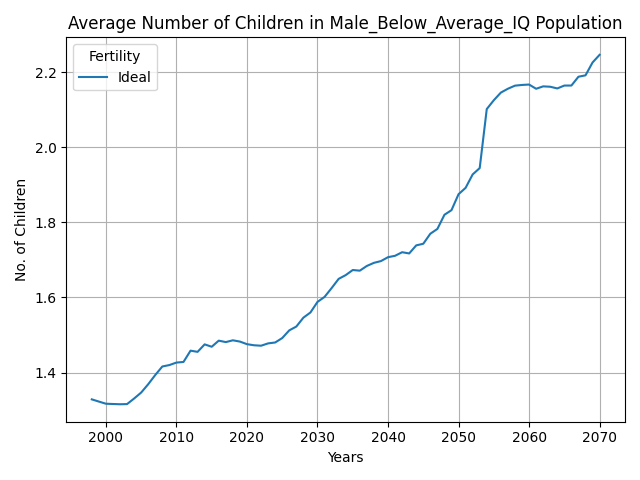 Average Number of Children in Male_Below_Average_IQ Population
Fertility
Ideal
No. of Children
2.2
2.0
1.8
1.6
1.4
2000 2010 2020 2030 2040 2050 2060 2070
Years